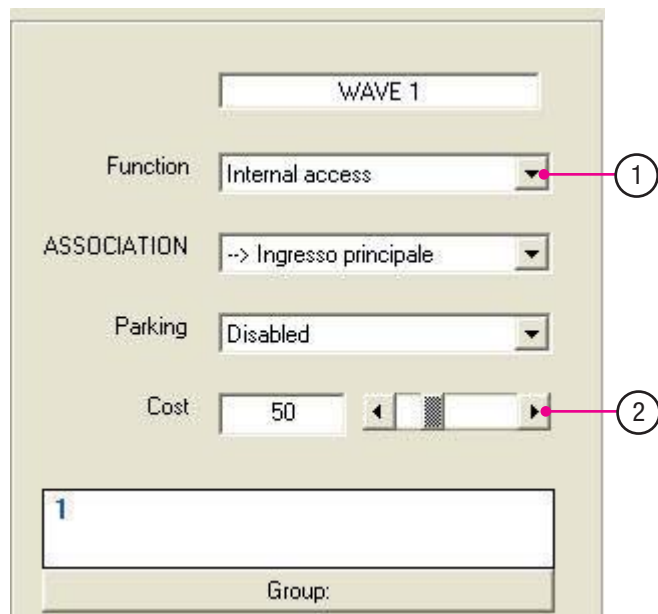 WAVE 1
Function Internal access 1
ASSOCIATION --> Ingresso principale
Parking Disabled
Cost 50 2
1
Group: